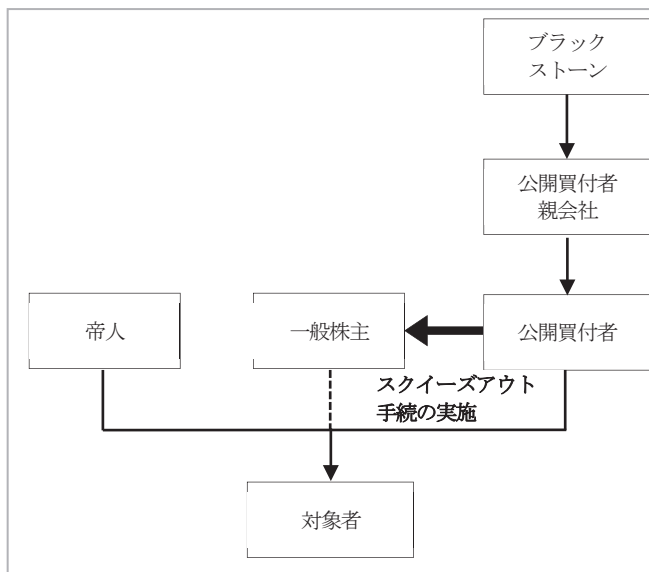 ブラック
ストーン
公開買付者
親会社
帝人
一般株主
公開買付者
スクイーズアウト
手続の実施
対象者